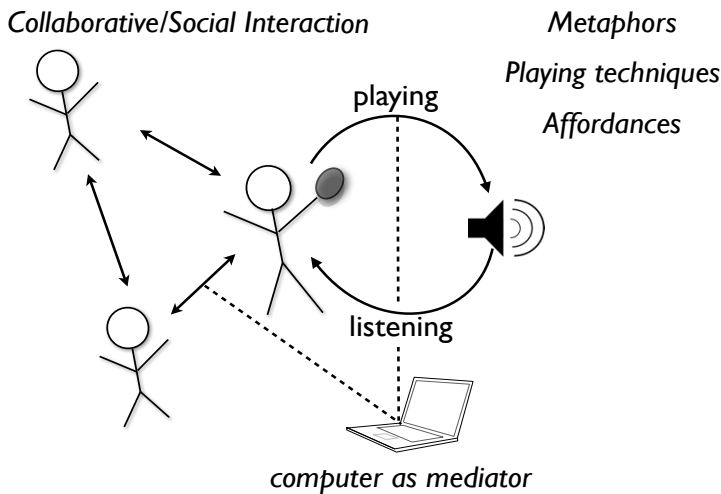 Collaborative/Social Interaction
Metaphors
Playing techniques
Affordances
playing
listening
computer as mediator